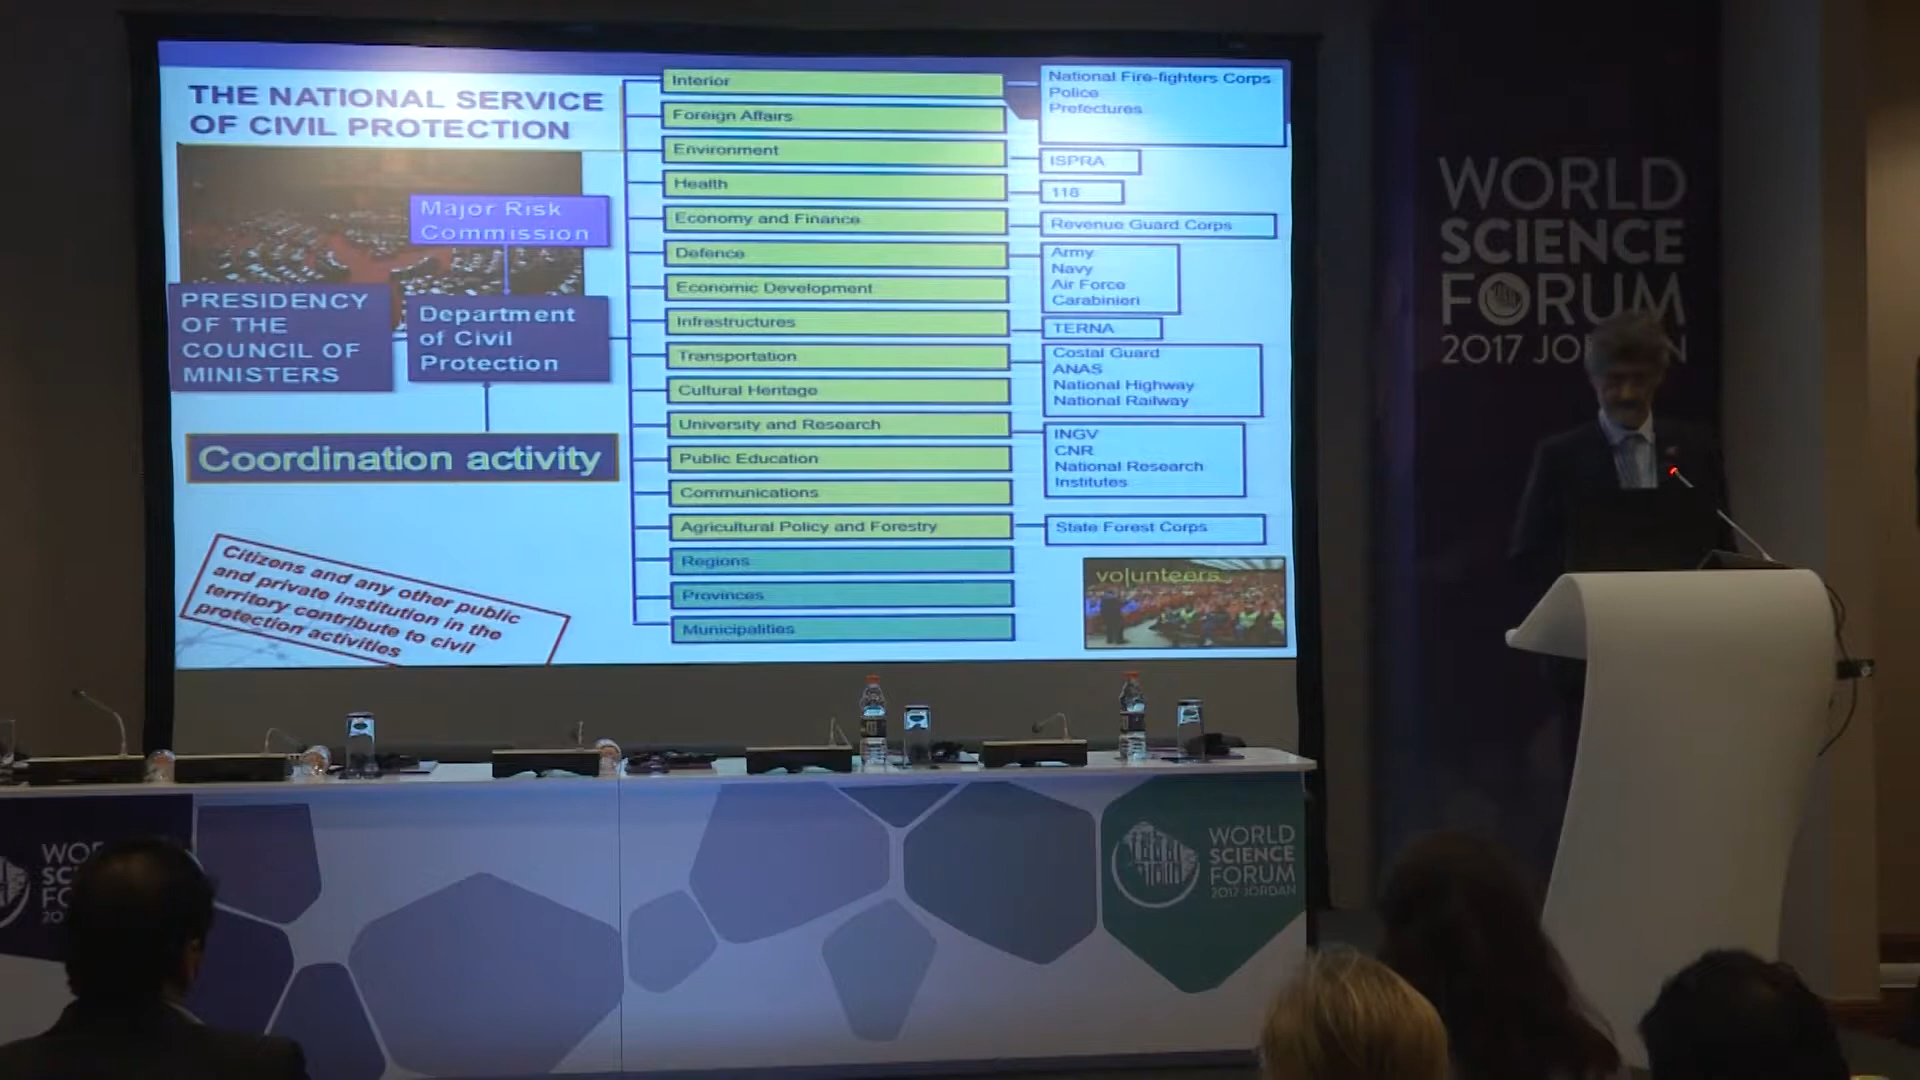 THE NATIONAL SERVICE
OF CIVIL PROTECTION
Major Risk
Commission
PRESIDENCY
OF THE
COUNCIL OF
MINISTERS
Department
of Civil
Protection
Coordination activity
Citizens and any other public
and private institution in the
territory contribute to civil
protection activities
Interior
Foreign Affairs
Environment
Health
Economy and Finance
Defence
Economic Development
Infrastructures
Transportation
Cultural Heritage
University and Research
Public Education
Communications
Agricultural Policy and Forestry
Regions
Provinces
Municipalities
National Fire-fighters Corps
Police
Prefectures
ISPRA
118
Revenue Guard Corps
Army
Navy
Air Force
Carabinieri
TERNA
Costal Guard
ANAS
National Highway
National Railway
INGV
CNR
National Research
Institutes
State Forest Corps
volunteers
WORLD
SCIENCE
FORUM
2017
WORLD
SCIENCE
FORUM
2017 JORDAN